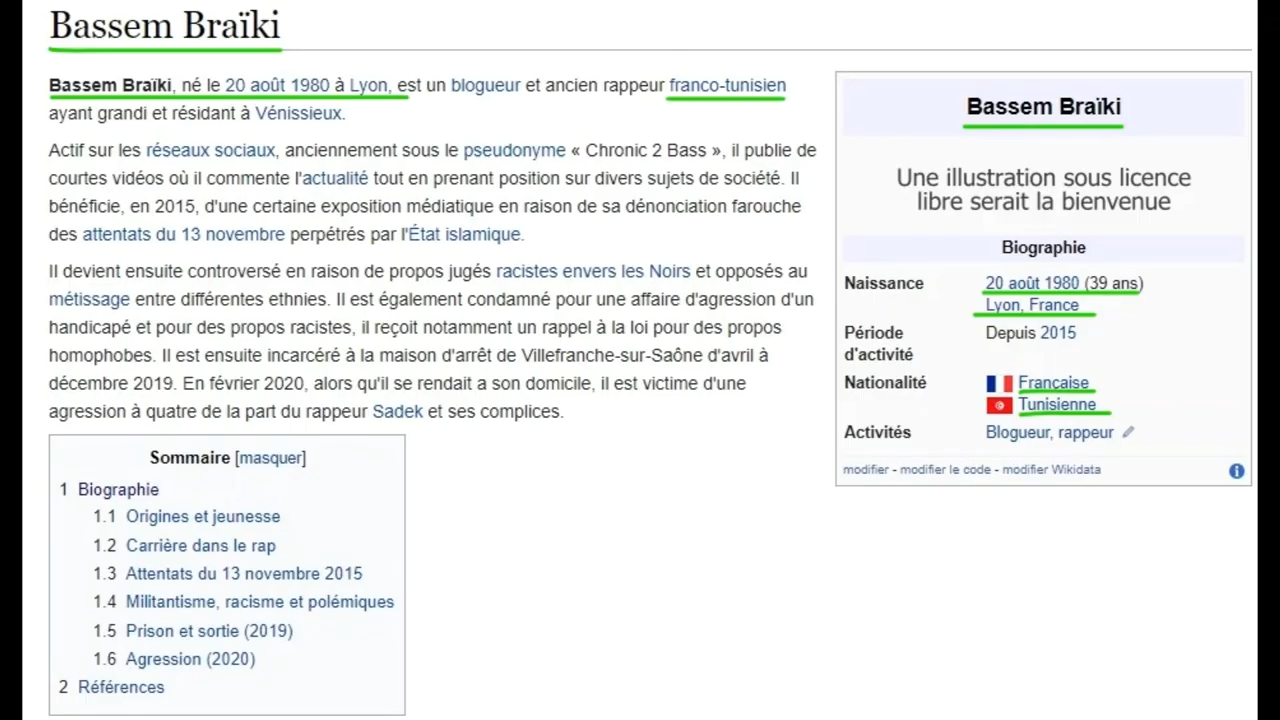 Bassem Braïki
Bassem Braïki, né le 20 août 1980 à Lyon, est un blogueur et ancien rappeur franco-tunisien
ayant grandi et résidant à Vénissieux.
Actif sur les réseaux sociaux, anciennement sous le pseudonyme « Chronic 2 Bass », il publie de
courtes vidéos où il commente l'actualité tout en prenant position sur divers sujets de société. Il
bénéficie, en 2015, d'une certaine exposition médiatique en raison de sa dénonciation farouche
des attentats du 13 novembre perpétrés par l'État islamique.
Il devient ensuite controversé en raison de propos jugés racistes envers les Noirs et opposés au
métissage entre différentes ethnies. Il est également condamné pour une affaire d'agression d'un
handicapé et pour des propos racistes, il reçoit notamment un rappel à la loi pour des propos
homophobes. Il est ensuite incarcéré à la maison d'arrêt de Villefranche-sur-Saône d'avril à
décembre 2019. En février 2020, alors qu'il se rendait a son domicile, il est victime d'une
agression à quatre de la part du rappeur Sadek et ses complices.
Sommaire [masquer]
1 Biographie
1.1 Origines et jeunesse
1.2 Carrière dans le rap
1.3 Attentats du 13 novembre 2015
1.4 Militantisme, racisme et polémiques
1.5 Prison et sortie (2019)
1.6 Agression (2020)
2 Références
Bassem Braïki
Une illustration sous licence
libre serait la bienvenue
Biographie
Naissance 20 août 1980 (39 ans)
Lyon, France
Période Depuis 2015
d'activité
Nationalité Française
Tunisienne
Activités Blogueur, rappeur
modifier - modifier le code - modifier Wikidata